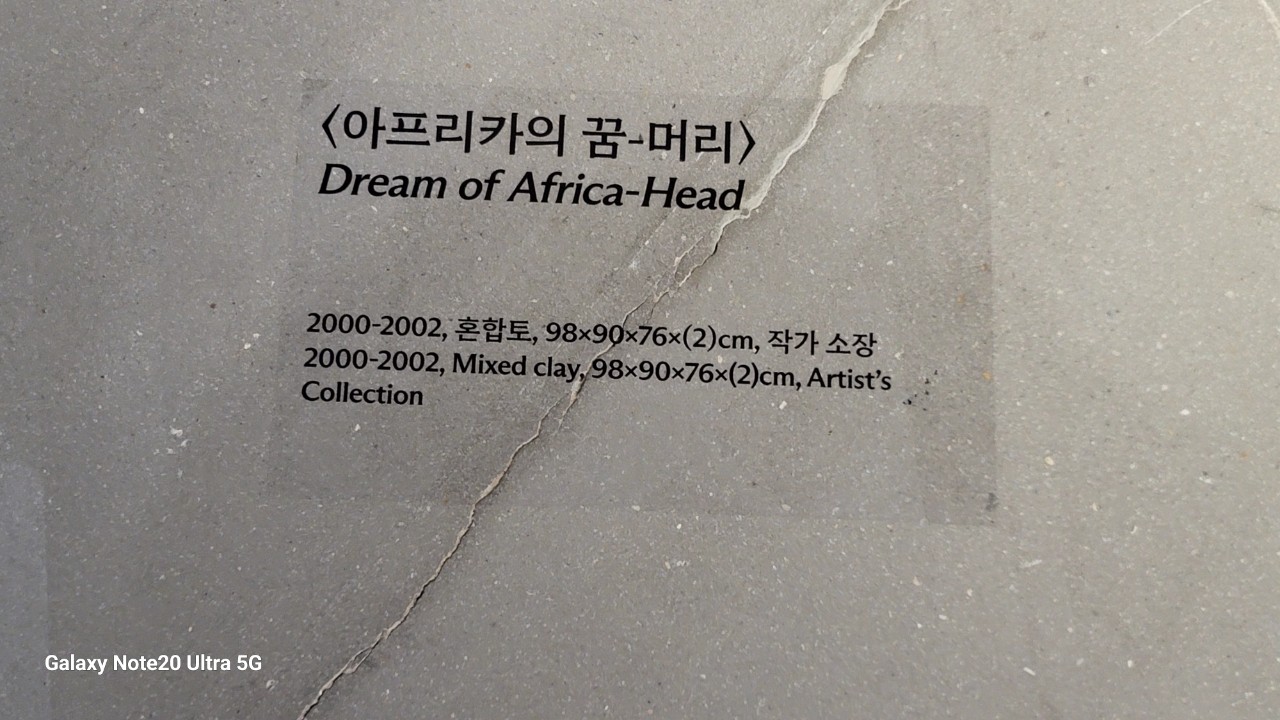 〈아프리카의 꿈-머리〉
Dream of Africa-Head
2000-2002, 혼합토, 98×90×76×(2)cm, 작가 소장
2000-2002, Mixed clay, 98×90×76×(2)cm, Artist’s
Collection
Galaxy Note20 Ultra 5G